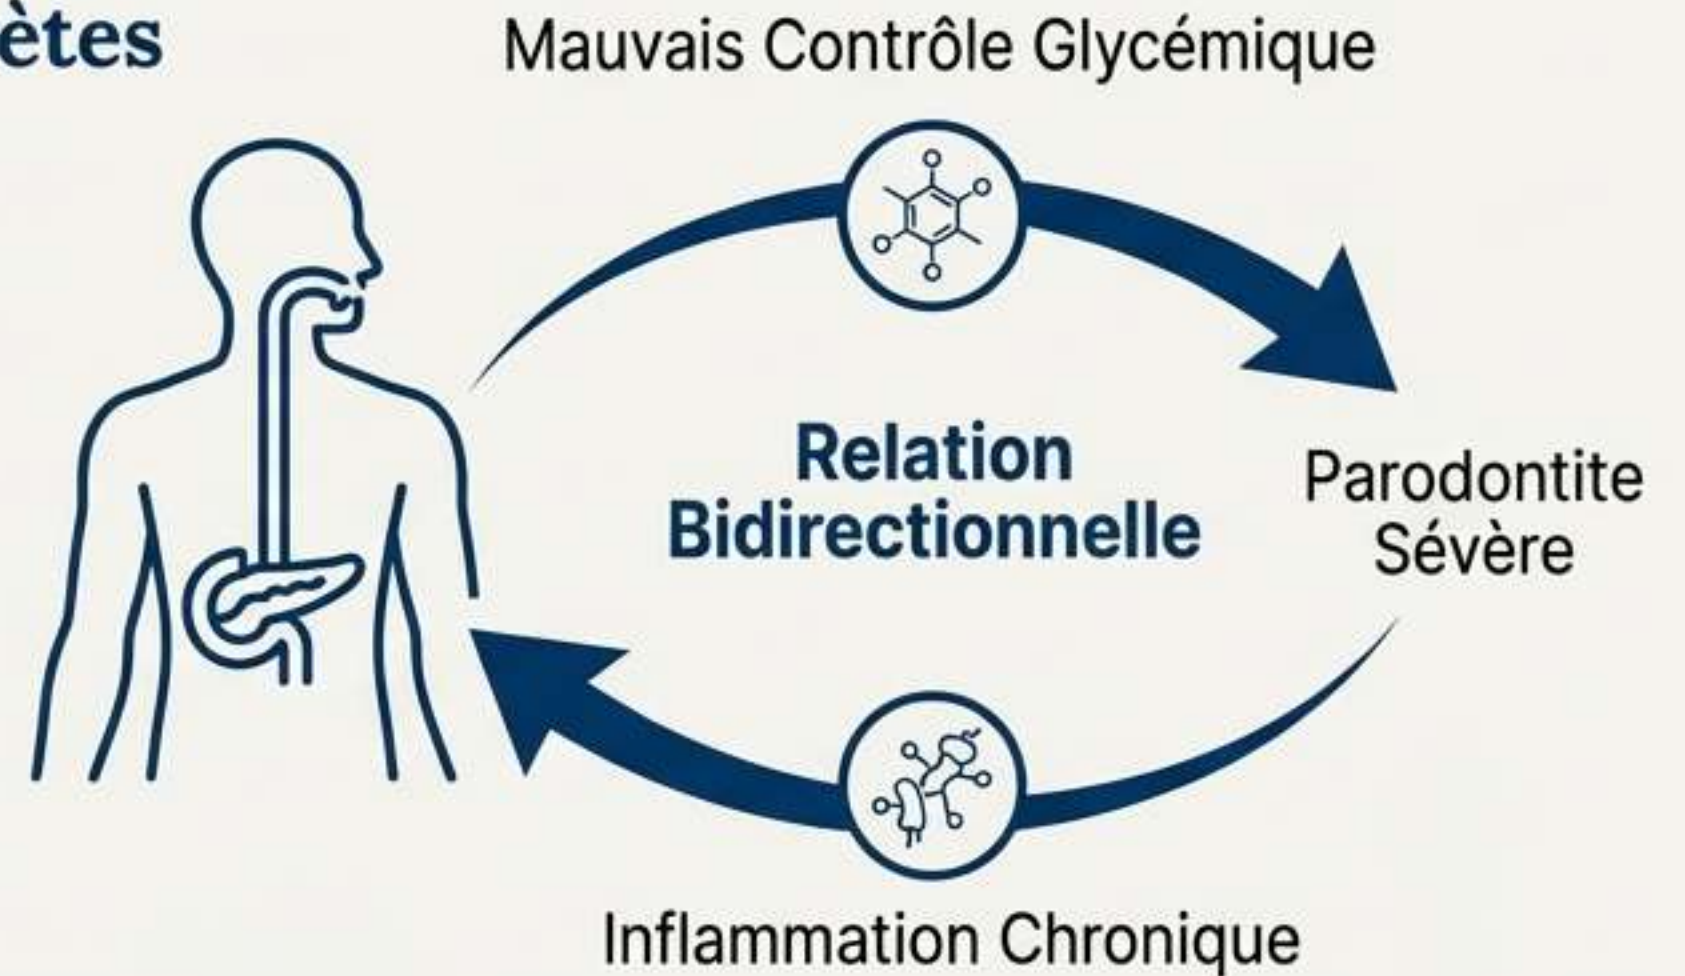 ètes
Mauvais Contrôle Glycémique
Relation
Bidirectionnelle
Parodontite
Sévère
Inflammation Chronique